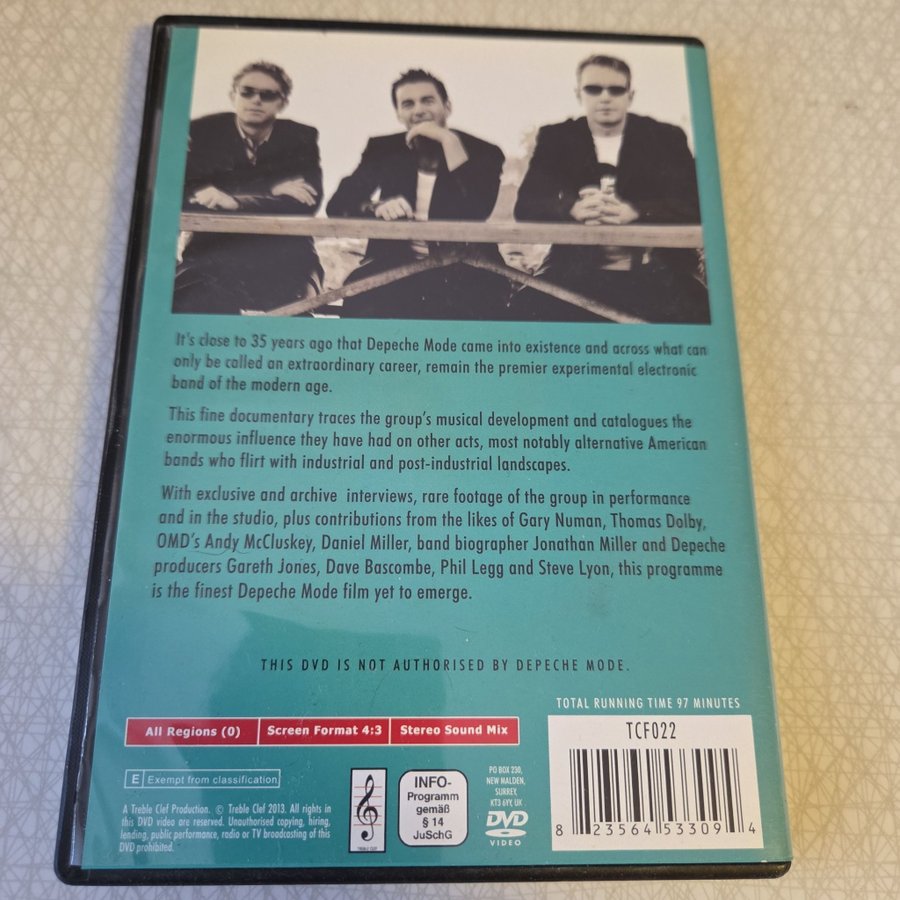 It's close to 35 years ago that Depeche Mode came into existence and across what can
only be called an extraordinary career, remain the premier experimental electronic
band of the modern age.
This fine documentary traces the group's musical development and catalogues the
enormous influence they have had on other acts, most notably alternative American
bands who flirt with industrial and post-industrial landscapes.
With exclusive and archive interviews, rare footage of the group in performance
and in the studio, plus contributions from the likes of Gary Numan, Thomas Dolby,
OMD's Andy McCluskey, Daniel Miller, band biographer Jonathan Miller and Depeche
producers Gareth Jones, Dave Bascombe, Phil Legg and Steve Lyon, this programme
is the finest Depeche Mode film yet to emerge.
THIS DVD IS NOT AUTHORISED BY DEPECHE MODE.
TOTAL RUNNING TIME 97 MINUTES
All Regions (0) Screen Format 4:3 Stereo Sound Mix
TCF022
E Exempt from classification
A Treble Clef Production. © Treble Clef 2013. All rights in
this DVD video are reserved. Unauthorised copying, hiring,
lending, public performance, radio or TV broadcasting of this
DVD prohibited.
TREBLE CLEF
INFO-
Programm
gemäß
§ 14
JuSchG
PO BOX 230,
NEW MALDEN,
SURREY,
KT3 6YY, UK
DVD
VIDEO
8 23564 53309 4